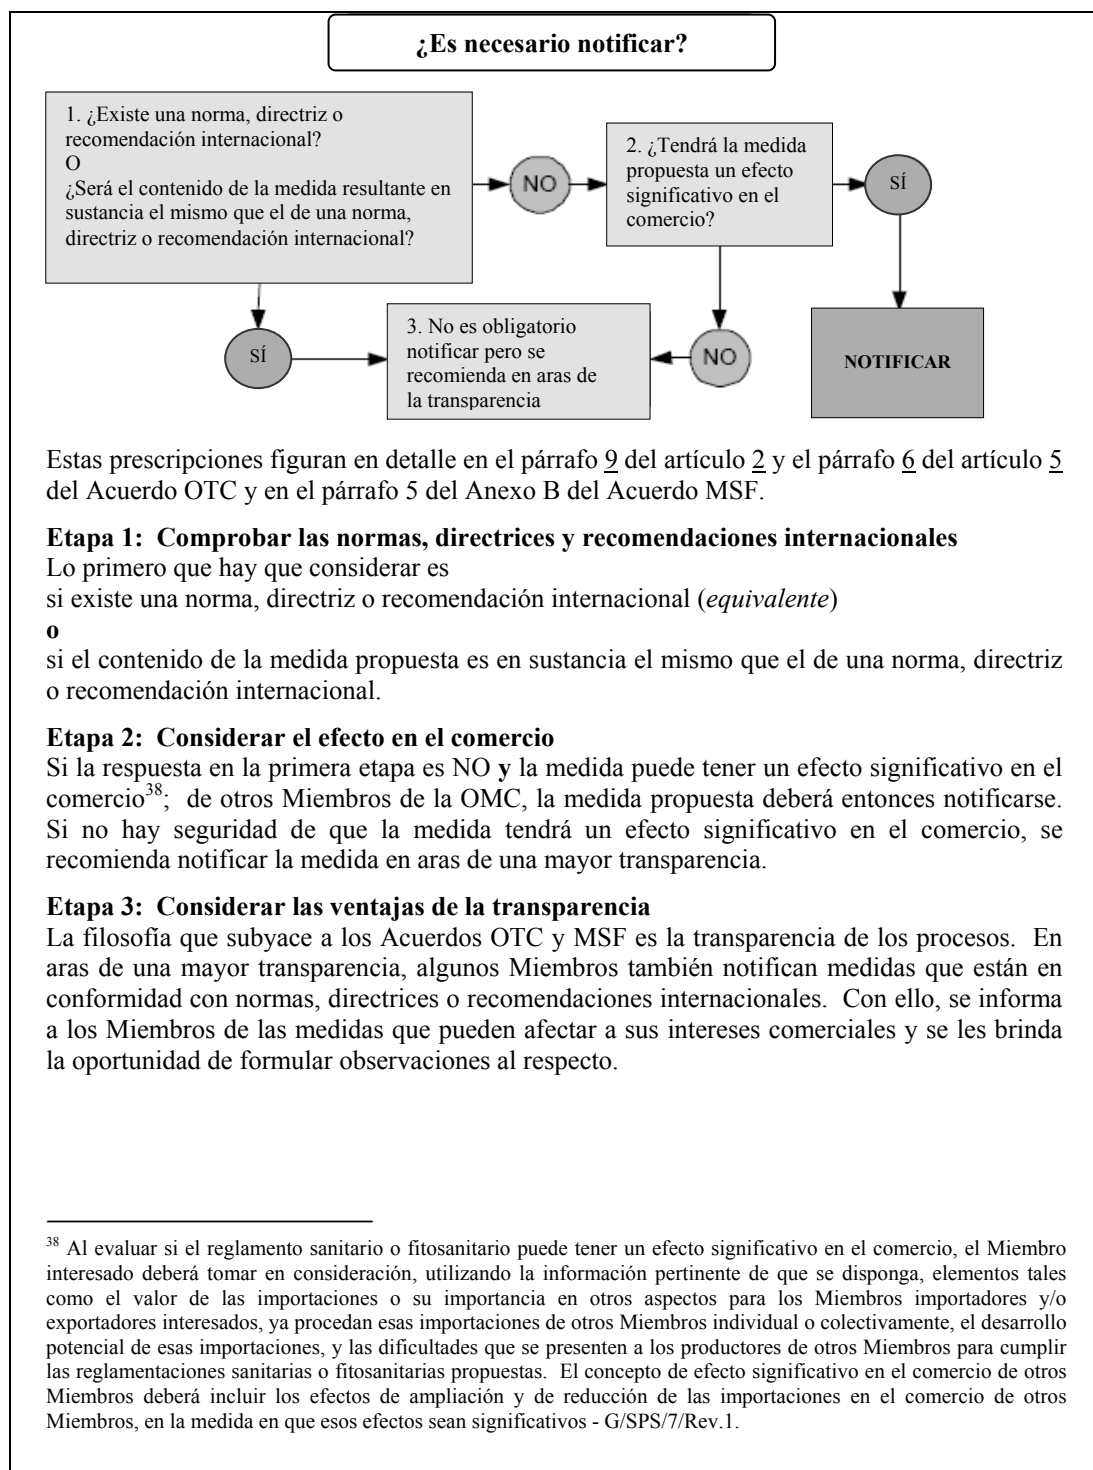 ¿Es necesario notificar?
1. ¿Existe una norma, directriz o
recomendación internacional?
O
¿Será el contenido de la medida resultante en
sustancia el mismo que el de una norma,
directriz o recomendación internacional?
NO
2. ¿Tendrá la medida
propuesta un efecto
significativo en el
comercio?
SÍ
SÍ
3. No es obligatorio
notificar pero se
recomienda en aras de
la transparencia
NO
NOTIFICAR
Estas prescripciones figuran en detalle en el párrafo 9 del artículo 2 y el párrafo 6 del artículo 5
del Acuerdo OTC y en el párrafo 5 del Anexo B del Acuerdo MSF.
Etapa 1: Comprobar las normas, directrices y recomendaciones internacionales
Lo primero que hay que considerar es
si existe una norma, directriz o recomendación internacional (equivalente)
o
si el contenido de la medida propuesta es en sustancia el mismo que el de una norma, directriz
o recomendación internacional.
Etapa 2: Considerar el efecto en el comercio
Si la respuesta en la primera etapa es NO y la medida puede tener un efecto significativo en el
comercio38; de otros Miembros de la OMC, la medida propuesta deberá entonces notificarse.
Si no hay seguridad de que la medida tendrá un efecto significativo en el comercio, se
recomienda notificar la medida en aras de una mayor transparencia.
Etapa 3: Considerar las ventajas de la transparencia
La filosofía que subyace a los Acuerdos OTC y MSF es la transparencia de los procesos. En
aras de una mayor transparencia, algunos Miembros también notifican medidas que están en
conformidad con normas, directrices o recomendaciones internacionales. Con ello, se informa
a los Miembros de las medidas que pueden afectar a sus intereses comerciales y se les brinda
la oportunidad de formular observaciones al respecto.
38 Al evaluar si el reglamento sanitario o fitosanitario puede tener un efecto significativo en el comercio, el Miembro
interesado deberá tomar en consideración, utilizando la información pertinente de que se disponga, elementos tales
como el valor de las importaciones o su importancia en otros aspectos para los Miembros importadores y/o
exportadores interesados, ya procedan esas importaciones de otros Miembros individual o colectivamente, el desarrollo
potencial de esas importaciones, y las dificultades que se presenten a los productores de otros Miembros para cumplir
las reglamentaciones sanitarias o fitosanitarias propuestas. El concepto de efecto significativo en el comercio de otros
Miembros deberá incluir los efectos de ampliación y de reducción de las importaciones en el comercio de otros
Miembros, en la medida en que esos efectos sean significativos - G/SPS/7/Rev.1.